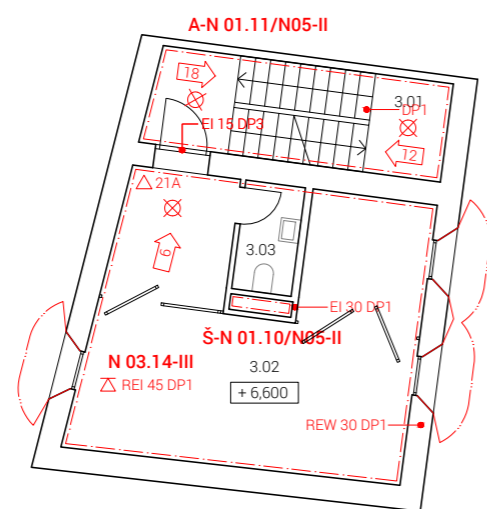 A-N 01.11/N05-II
18
3.01
DP1
EI 15 DP3
12
21A
6
3.03
EI 30 DP1
Š-N 01.10/N05-II
N 03.14-III
3.02
REI 45 DP1
+ 6,600
REW 30 DP1